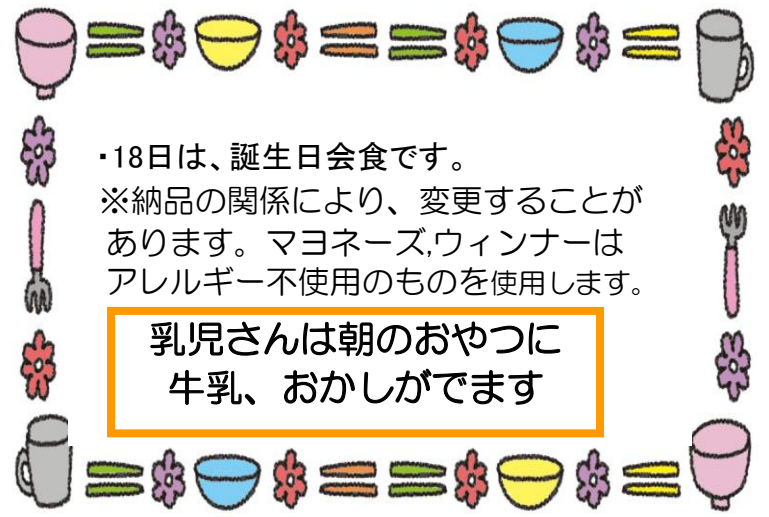 ・18日は、誕生日会食です。
※納品の関係により、変更することが
あります。マヨネーズ,ウィンナーは
アレルギー不使用のものを使用します。
乳児さんは朝のおやつに
牛乳、おかしがでます